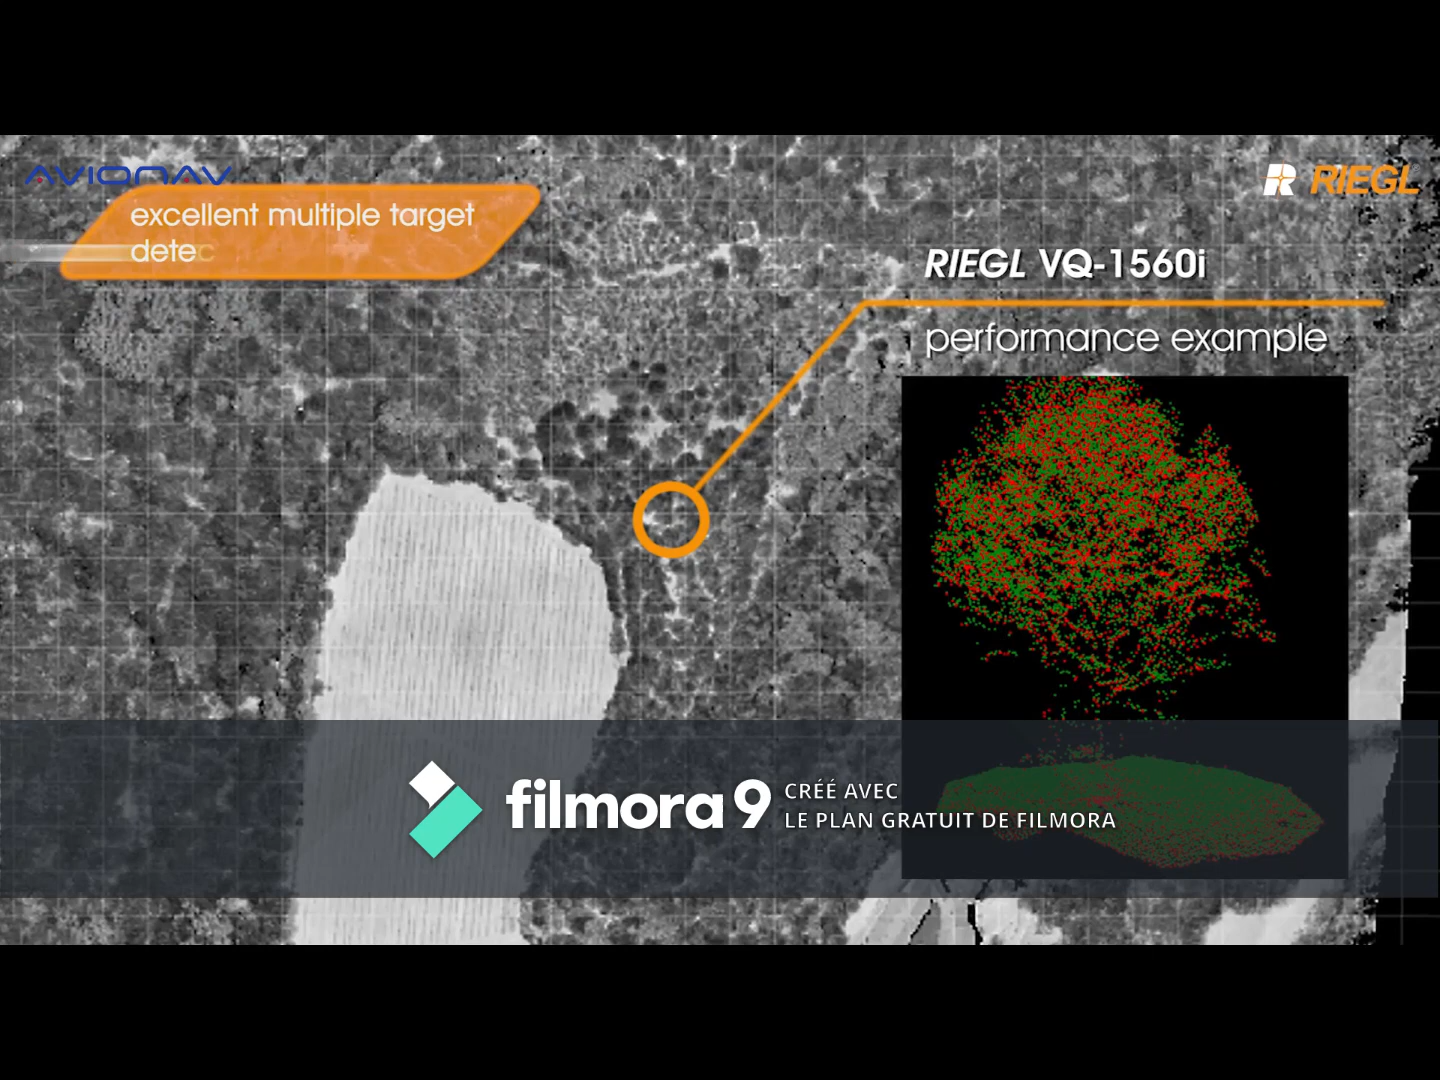 AVIONAV
excellent multiple target
detec
RIEGL
RIEGL VQ-1560i
performance example
filmora 9
CRÉÉ AVEC
LE PLAN GRATUIT DE FILMORA